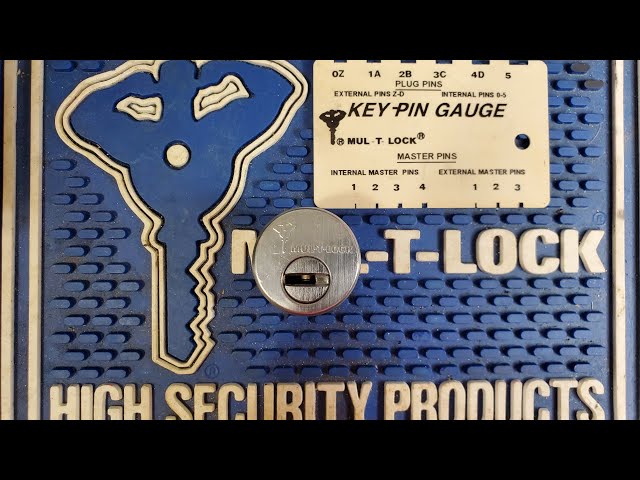 0Z 1A 2B 3C 4D 5
PLUG PINS
EXTERNAL PINS Z-D INTERNAL PINS 0-5
KEY-PIN GAUGE
® MUL-T-LOCK®
MASTER PINS
INTERNAL MASTER PINS EXTERNAL MASTER PINS
1 2 3 4 1 2 3
MUL-T-LOCK
M L-T-LOCK®
®
HIGH SECURITY PRODUCTS